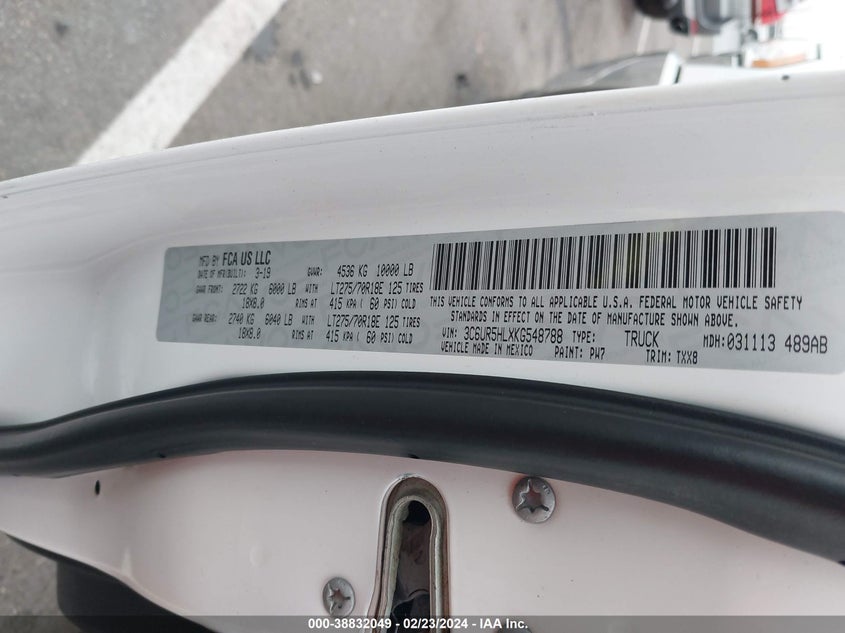 MFD BY FCA US LLC
DATE OF MFR(BUILT): 3-19 GVWR: 4536 KG 10000 LB
GAWR FRONT: 2722 KG 6000 LB WITH LT275/70R18E 125 TIRES
18X8.0 RIMS AT 415 KPA ( 60 PSI) COLD
GAWR REAR: 2740 KG 6040 LB WITH LT275/70R18E 125 TIRES
18X8.0 RIMS AT 415 KPA ( 60 PSI) COLD
THIS VEHICLE CONFORMS TO ALL APPLICABLE U.S.A. FEDERAL MOTOR VEHICLE SAFETY
STANDARDS IN EFFECT ON THE DATE OF MANUFACTURE SHOWN ABOVE.
VIN: 3C6UR5HLXKG548788 TYPE: TRUCK MDH: 031113 489AB
VEHICLE MADE IN MEXICO PAINT: PW7 TRIM: TXX8
000-38832049 - 02/23/2024 - IAA Inc.